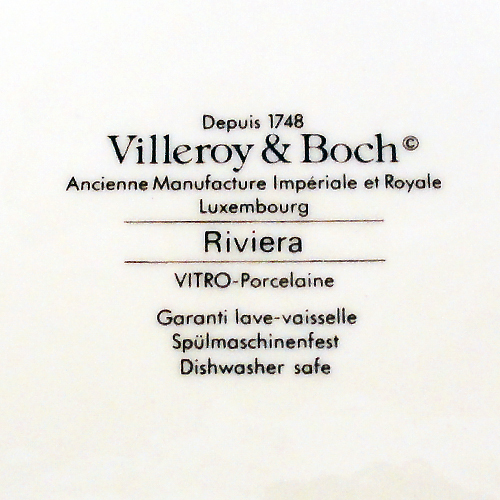 Depuis 1748
Villeroy & Boch©
Ancienne Manufacture Impériale et Royale
Luxembourg
Riviera
VITRO-Porcelaine
Garanti lave-vaisselle
Spülmaschinenfest
Dishwasher safe